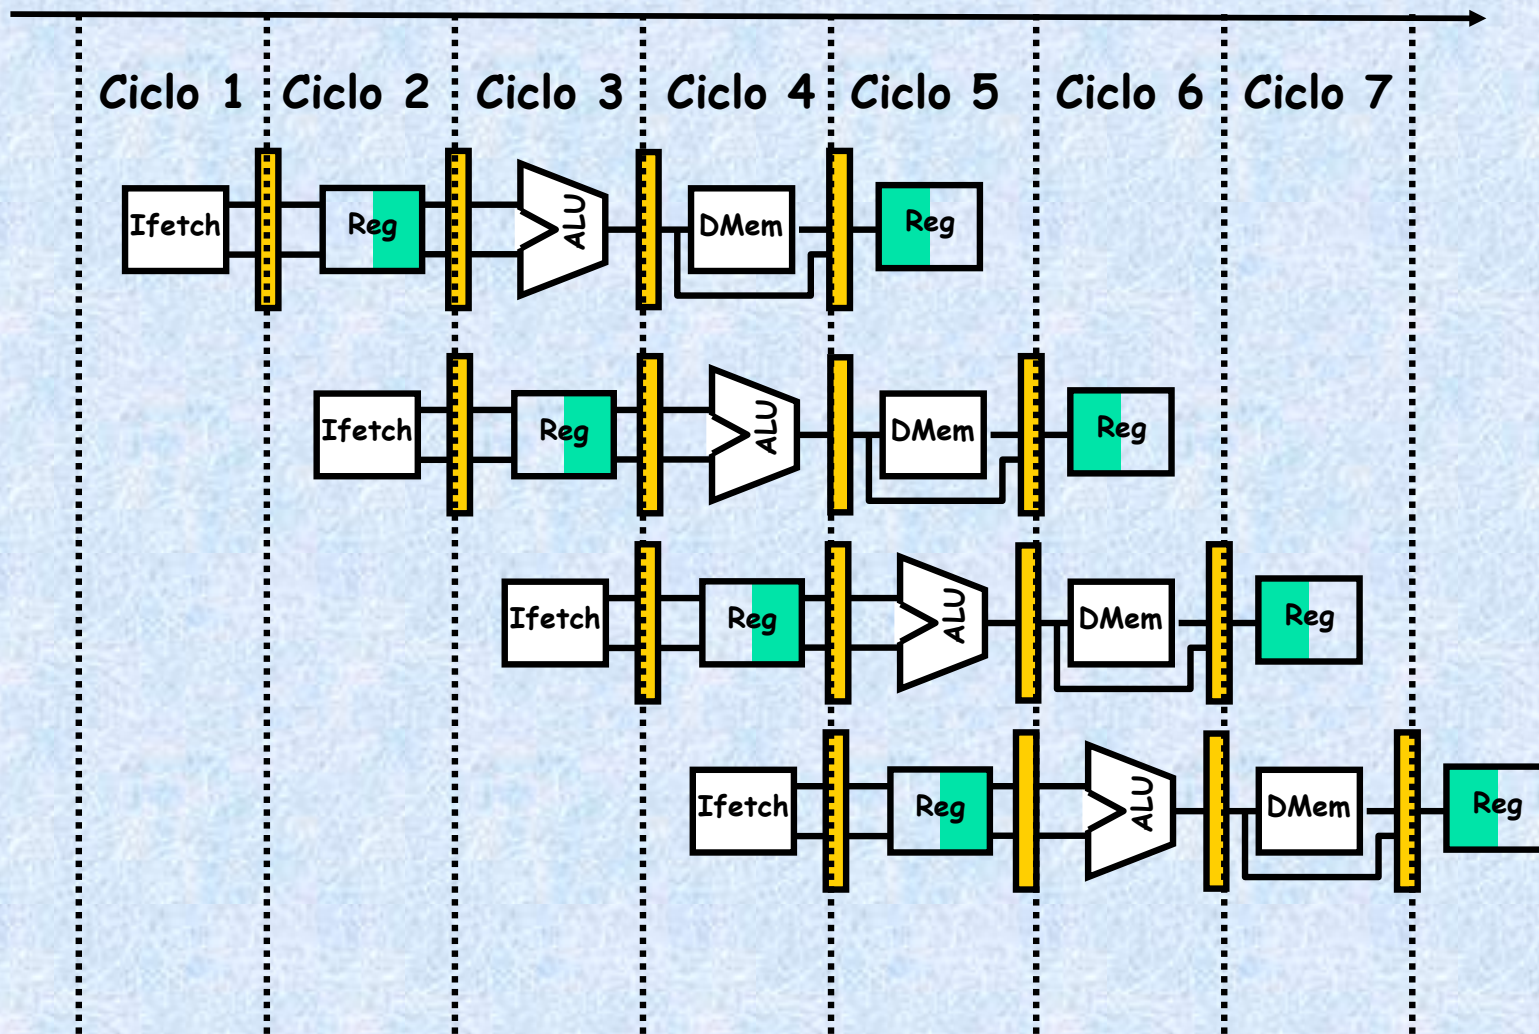 Ciclo 1 Ciclo 2 Ciclo 3 Ciclo 4 Ciclo 5 Ciclo 6 Ciclo 7
Ifetch Reg ALU DMem Reg
Ifetch Reg ALU DMem Reg
Ifetch Reg ALU DMem Reg
Ifetch Reg ALU DMem Reg